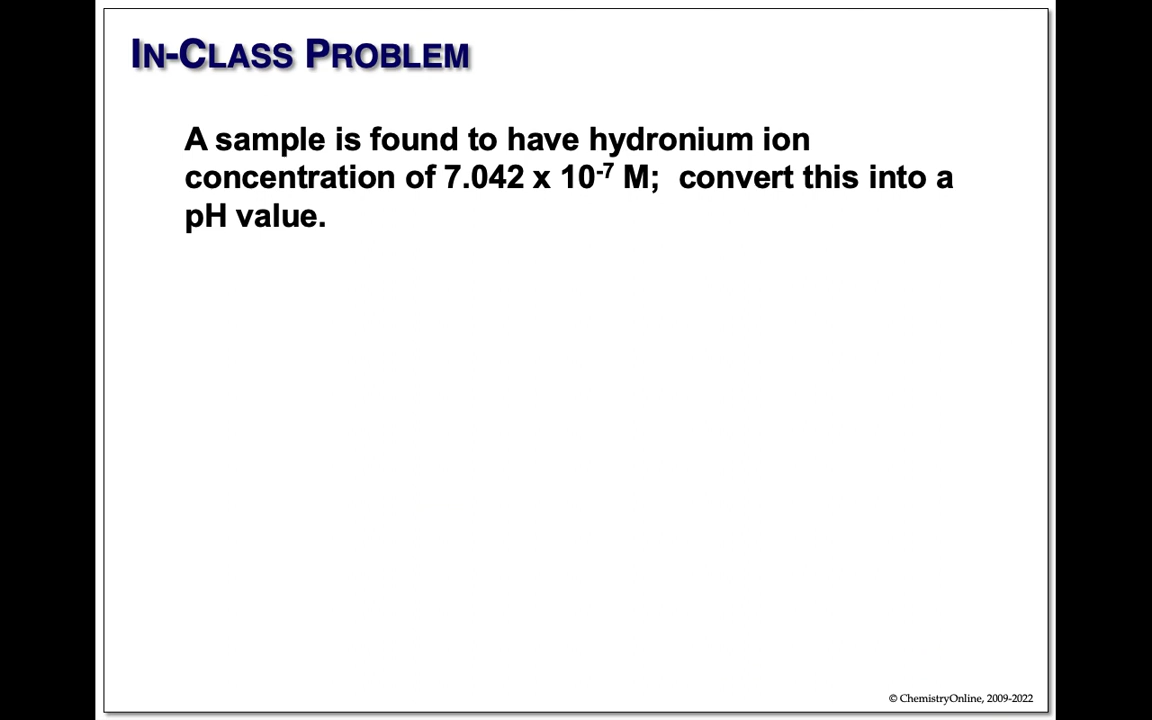 IN-CLASS PROBLEM
A sample is found to have hydronium ion
concentration of 7.042 x 10⁻⁷ M;  convert this into a
pH value.
© ChemistryOnline, 2009-2022